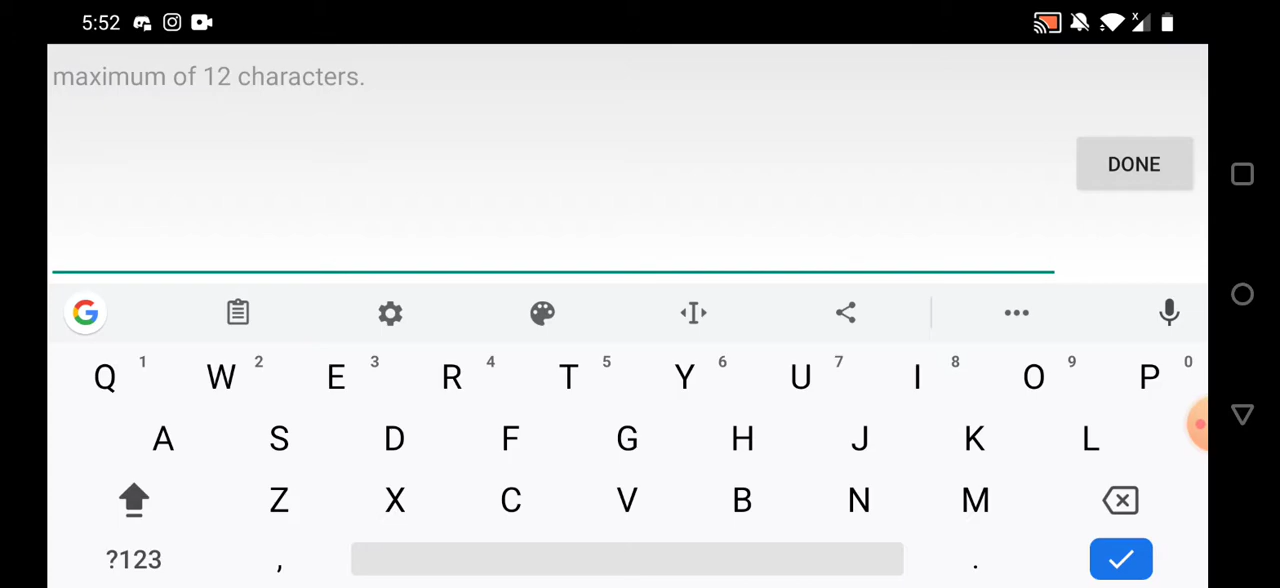 5:52
maximum of 12 characters.
DONE
Q 1 W 2 E 3 R 4 T 5 Y 6 U 7 I 8 O 9 P 0
A S D F G H J K L
Z X C V B N M
?123 , .